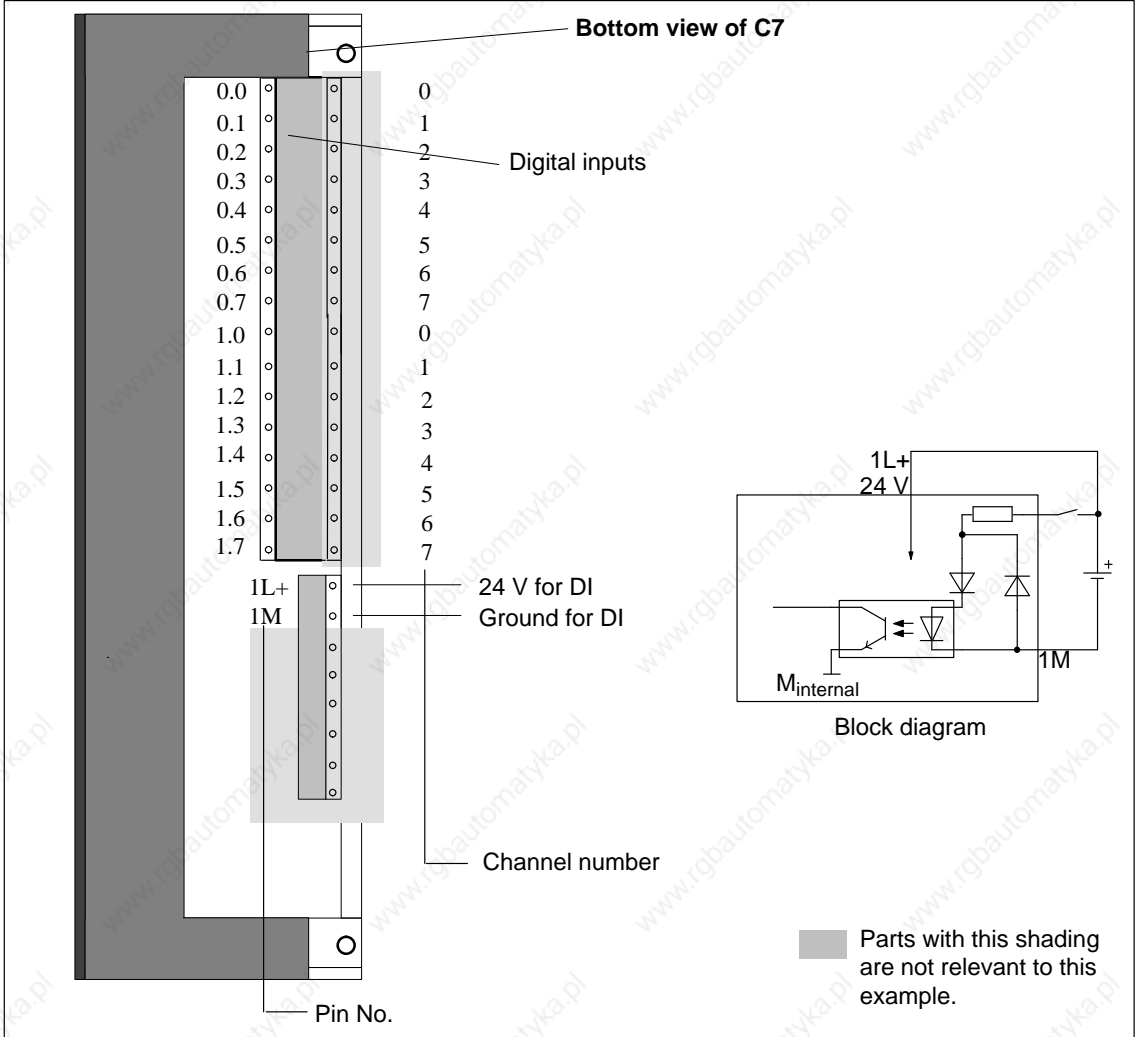 Bottom view of C7
0.0 0
0.1 1
0.2 2
Digital inputs
0.3 3
0.4 4
0.5 5
0.6 6
0.7 7
1.0 0
1.1 1
1.2 2
1.3 3
1.4 4
1.5 5
1.6 6
1.7 7
1L+ 24 V for DI
1M Ground for DI
Channel number
Pin No.
1L+
24 V
+
1M
Minternal
Block diagram
Parts with this shading
are not relevant to this
example.
www.rgbautomatyka.pl